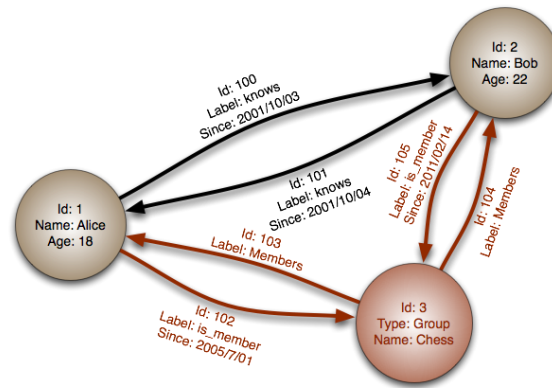 Id: 2
Name: Bob
Age: 22
Id: 100
Label: knows
Since: 2001/10/03
Id: 101
Label: knows
Since: 2001/10/04
Id: 105
Label: is_member
Since: 2011/02/14
Id: 104
Label: Members
Id: 1
Name: Alice
Age: 18
Id: 103
Label: Members
Id: 102
Label: is_member
Since: 2005/7/01
Id: 3
Type: Group
Name: Chess